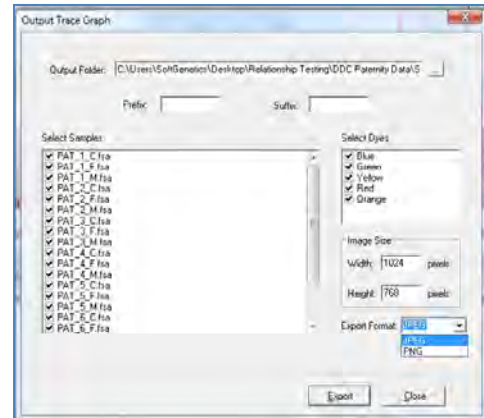 Output Trace Graph
Output Folder: C:\Users\SoftGenetics\Desktop\Relationship Testing\DDC Paternity Data\S ...
Prefix: Suffix:
Select Samples
PAT_1_C.fsa
PAT_1_F.fsa
PAT_1_M.fsa
PAT_2_C.fsa
PAT_2_F.fsa
PAT_2_M.fsa
PAT_3_C.fsa
PAT_3_F.fsa
PAT_3_M.fsa
PAT_4_C.fsa
PAT_4_F.fsa
PAT_4_M.fsa
PAT_5_C.fsa
PAT_5_F.fsa
PAT_5_M.fsa
PAT_6_C.fsa
PAT_6_F.fsa
Select Dyes
Blue
Green
Yellow
Red
Orange
Image Size
Width: 1024 pixels
Height: 768 pixels
Export Format: JPEG
JPEG
PNG
Export Close